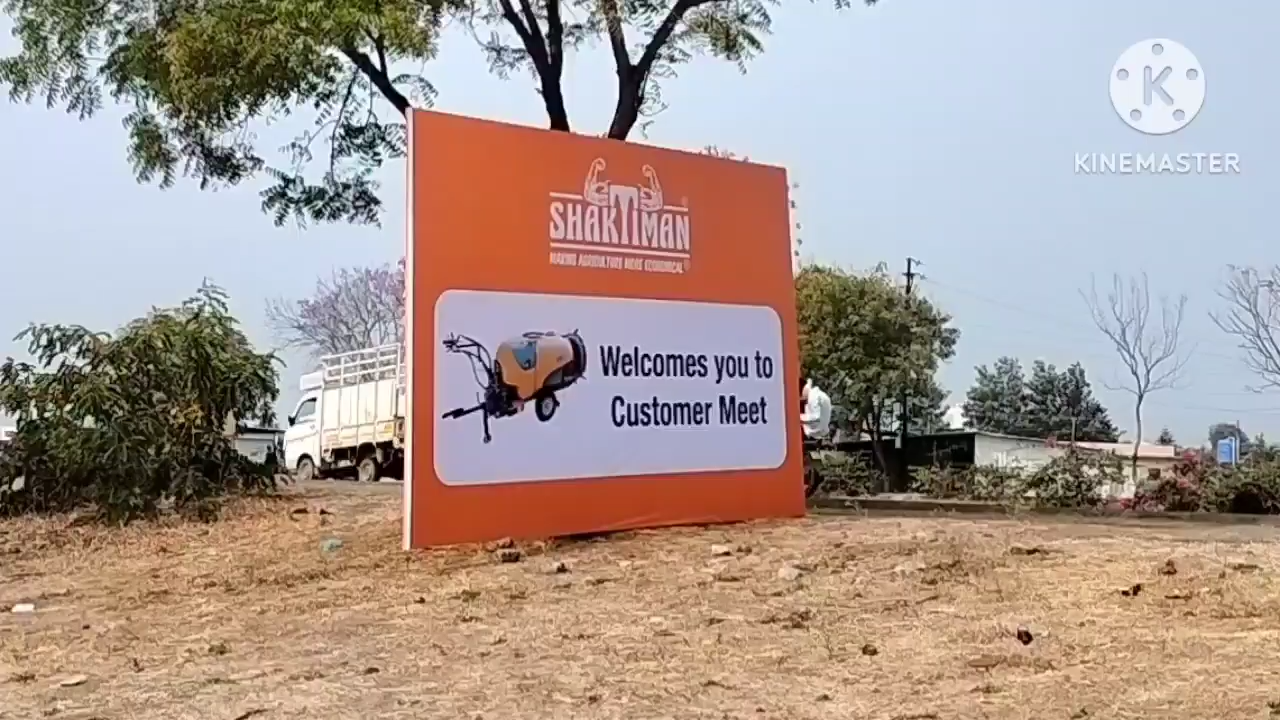 SHAKTIMAN
MAKING AGRICULTURE MORE ECONOMICAL
Welcomes you to
Customer Meet
K
KINEMASTER